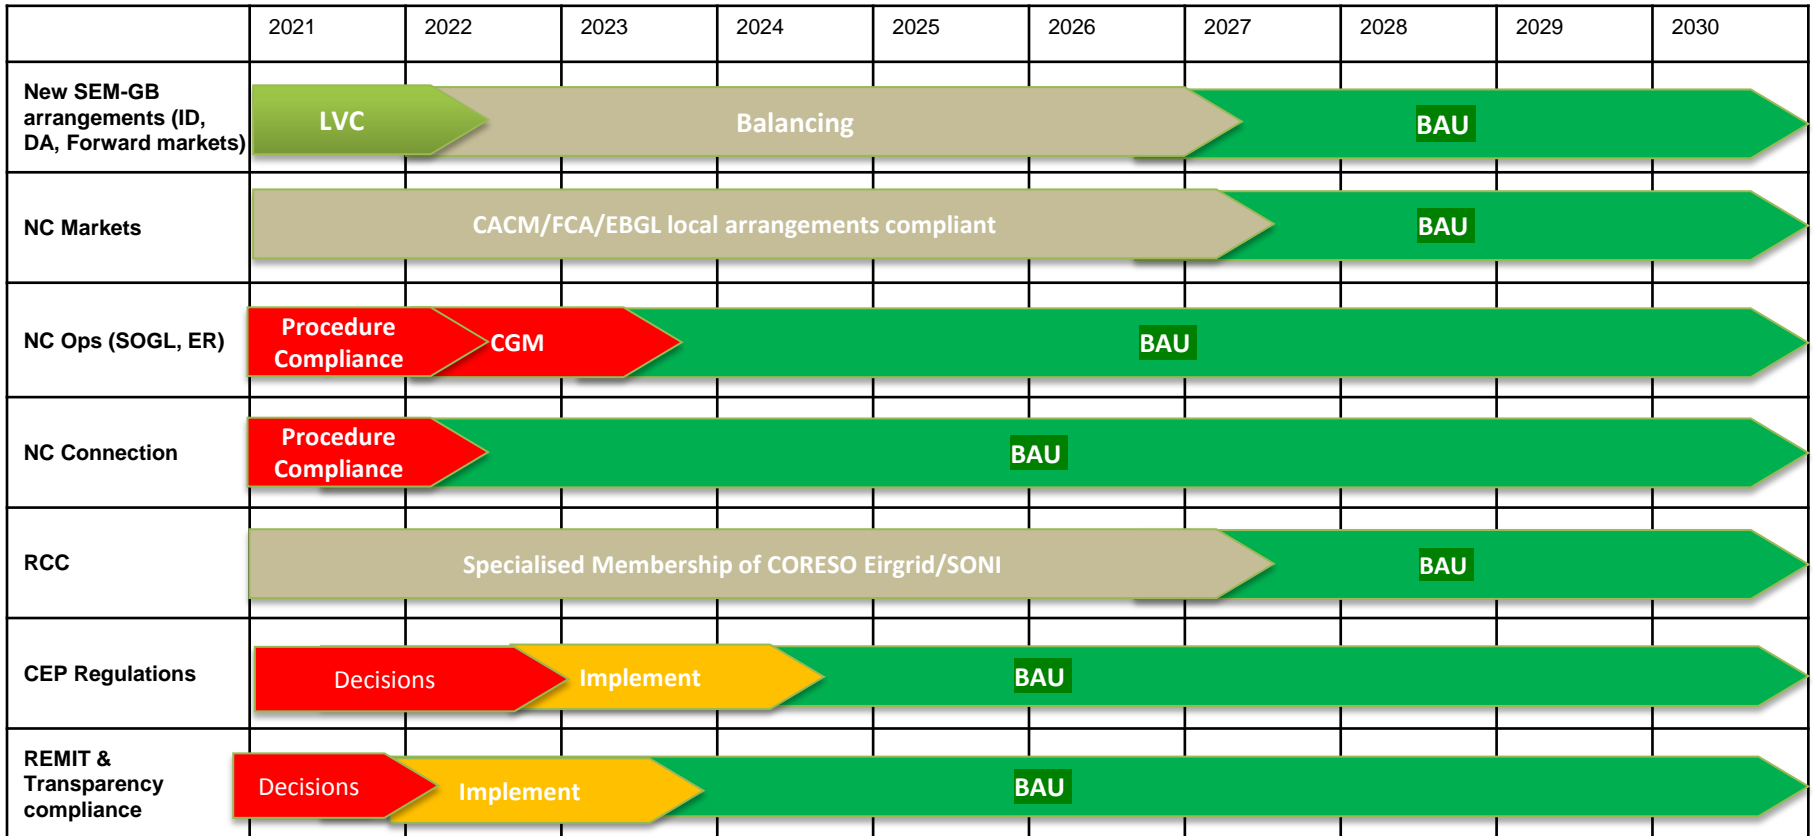 2021 2022 2023 2024 2025 2026 2027 2028 2029 2030
New SEM-GB
arrangements (ID,
DA, Forward markets)
LVC
Balancing
BAU
NC Markets
CACM/FCA/EBGL local arrangements compliant
BAU
NC Ops (SOGL, ER)
Procedure
Compliance
CGM
BAU
NC Connection
Procedure
Compliance
BAU
RCC
Specialised Membership of CORESO Eirgrid/SONI
BAU
CEP Regulations
Decisions
Implement
BAU
REMIT &
Transparency
compliance
Decisions
Implement
BAU